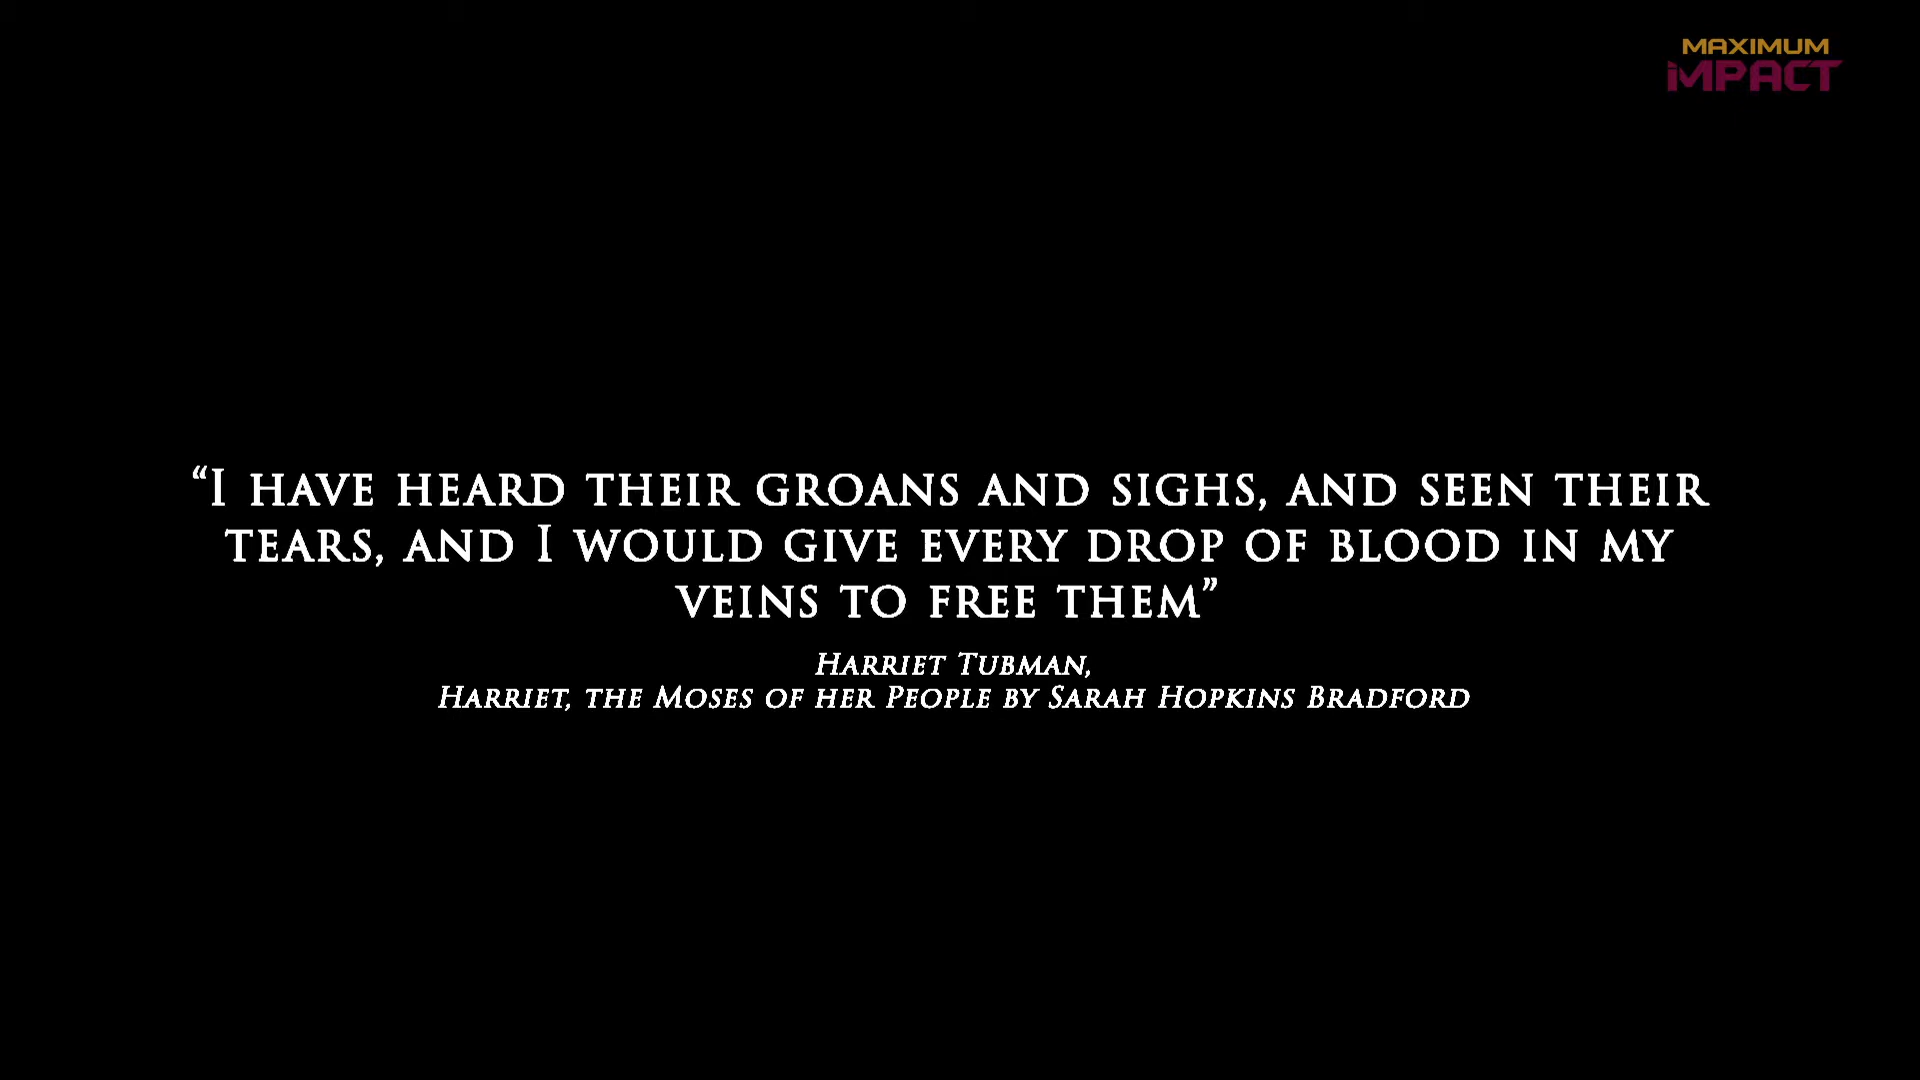 MAXIMUM
iMPACT
“I HAVE HEARD THEIR GROANS AND SIGHS, AND SEEN THEIR
TEARS, AND I WOULD GIVE EVERY DROP OF BLOOD IN MY
VEINS TO FREE THEM”
HARRIET TUBMAN,
HARRIET, THE MOSES OF HER PEOPLE BY SARAH HOPKINS BRADFORD